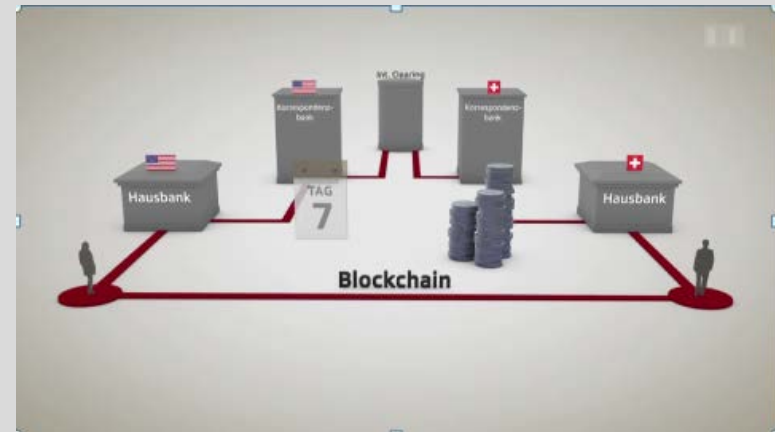 Int. Clearing
Korrespondenz-
bank
Korrespondenz-
bank
Hausbank
TAG
7
Hausbank
Blockchain